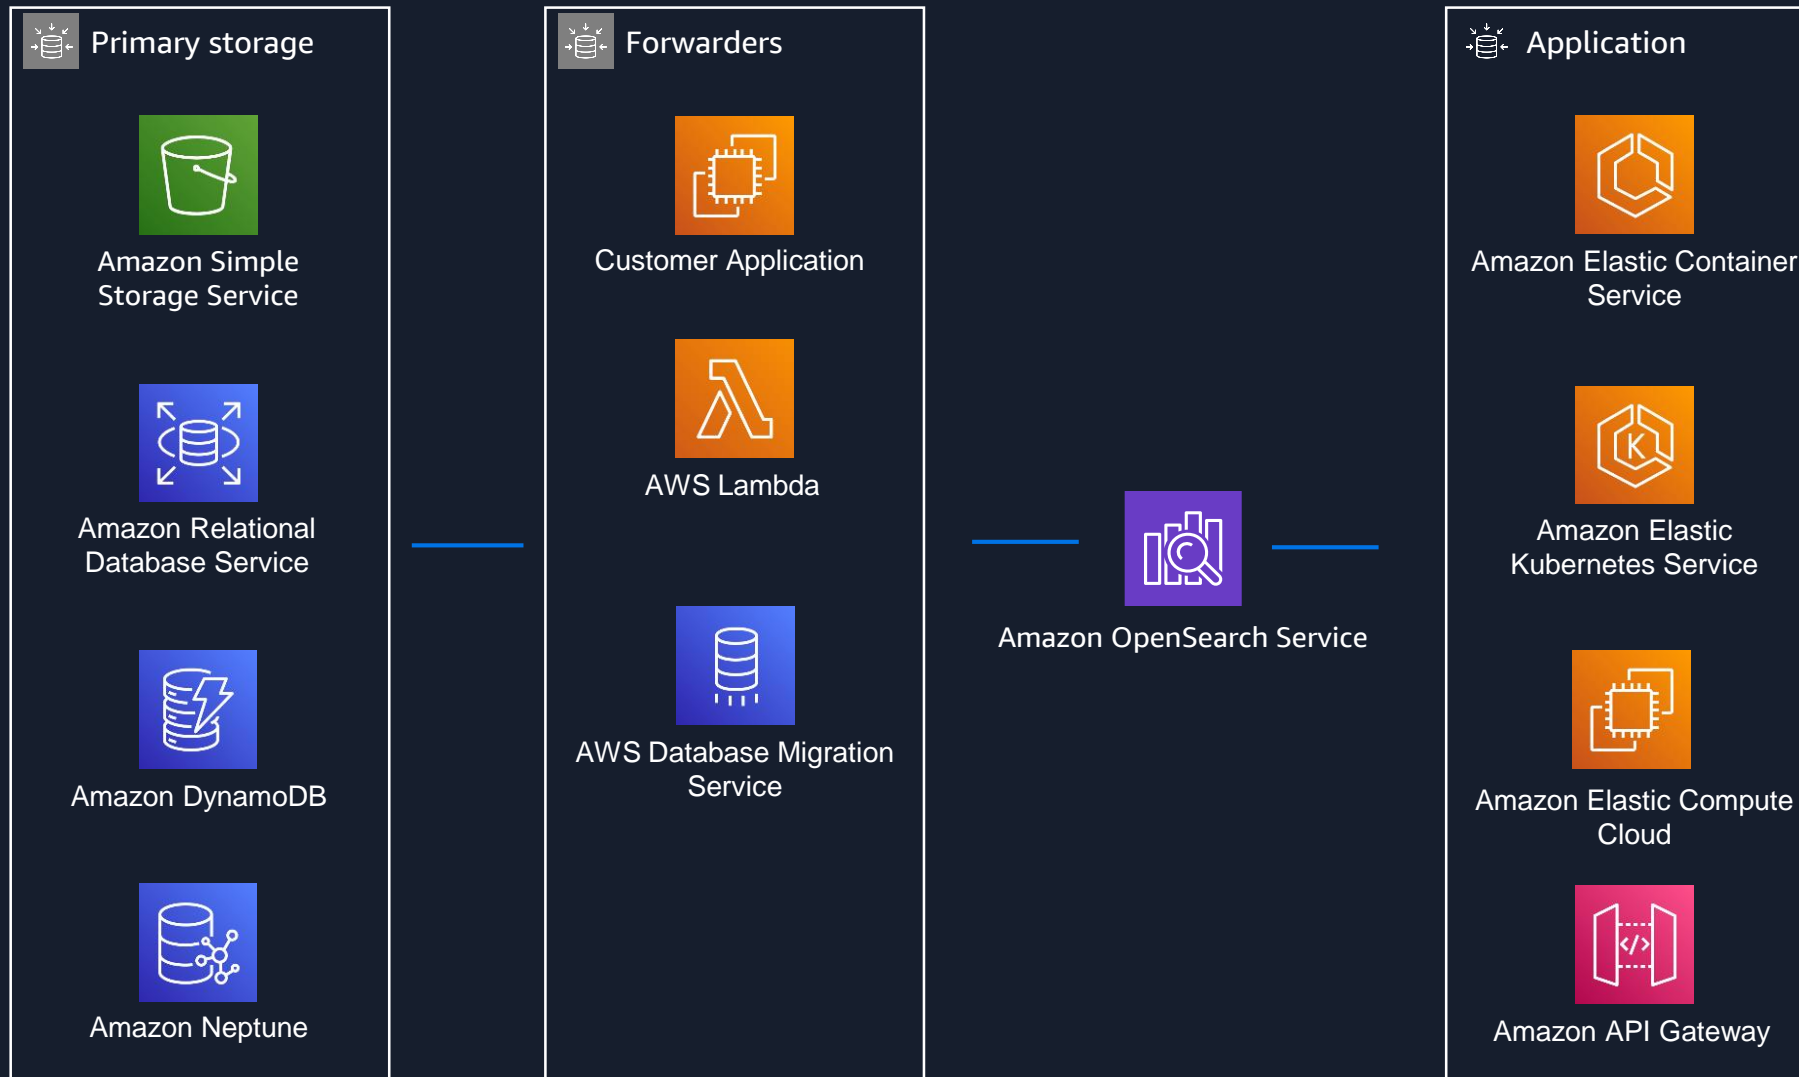 Primary storage
Amazon Simple
Storage Service
Amazon Relational
Database Service
Amazon DynamoDB
Amazon Neptune
Forwarders
Customer Application
AWS Lambda
AWS Database Migration
Service
Amazon OpenSearch Service
Application
Amazon Elastic Container
Service
K
Amazon Elastic
Kubernetes Service
Amazon Elastic Compute
Cloud
</>
Amazon API Gateway